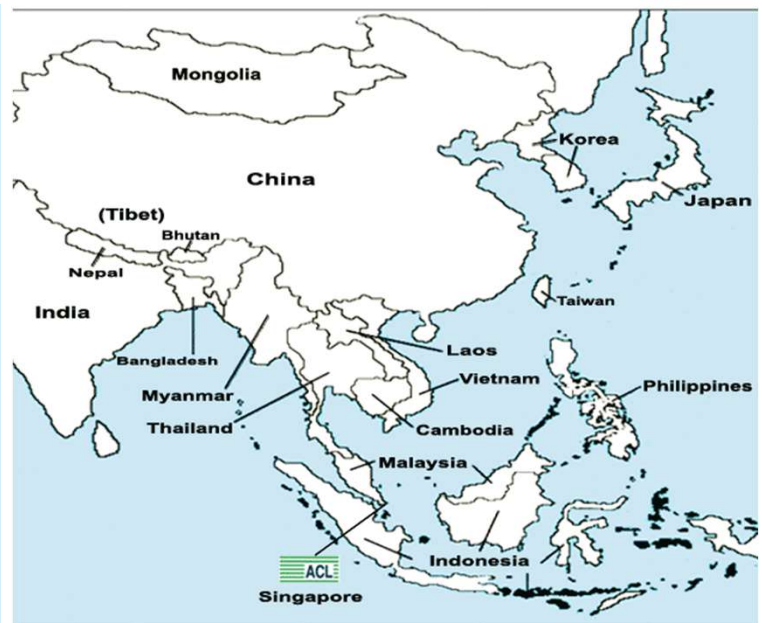 Mongolia
Korea
China
Japan
(Tibet)
Bhutan
Nepal
India
Taiwan
Bangladesh
Laos
Myanmar
Vietnam
Philippines
Thailand
Cambodia
Malaysia
Indonesia
ACL
Singapore